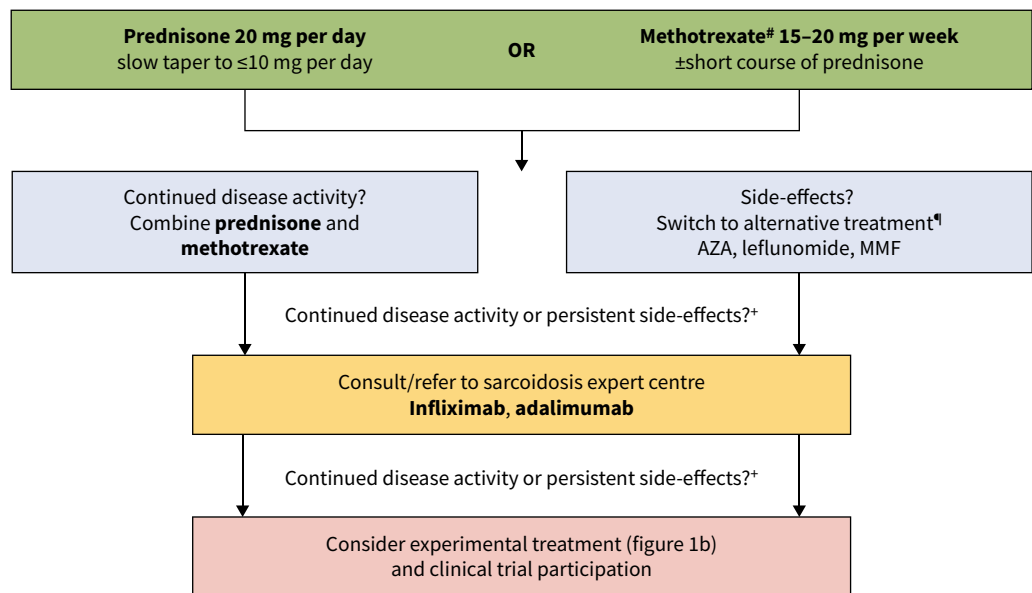 Prednisone 20 mg per day
slow taper to ≤10 mg per day
OR
Methotrexate# 15–20 mg per week
±short course of prednisone
Continued disease activity?
Combine prednisone and
methotrexate
Side-effects?
Switch to alternative treatment¶
AZA, leflunomide, MMF
Continued disease activity or persistent side-effects?+
Consult/refer to sarcoidosis expert centre
Infliximab, adalimumab
Continued disease activity or persistent side-effects?+
Consider experimental treatment (figure 1b)
and clinical trial participation